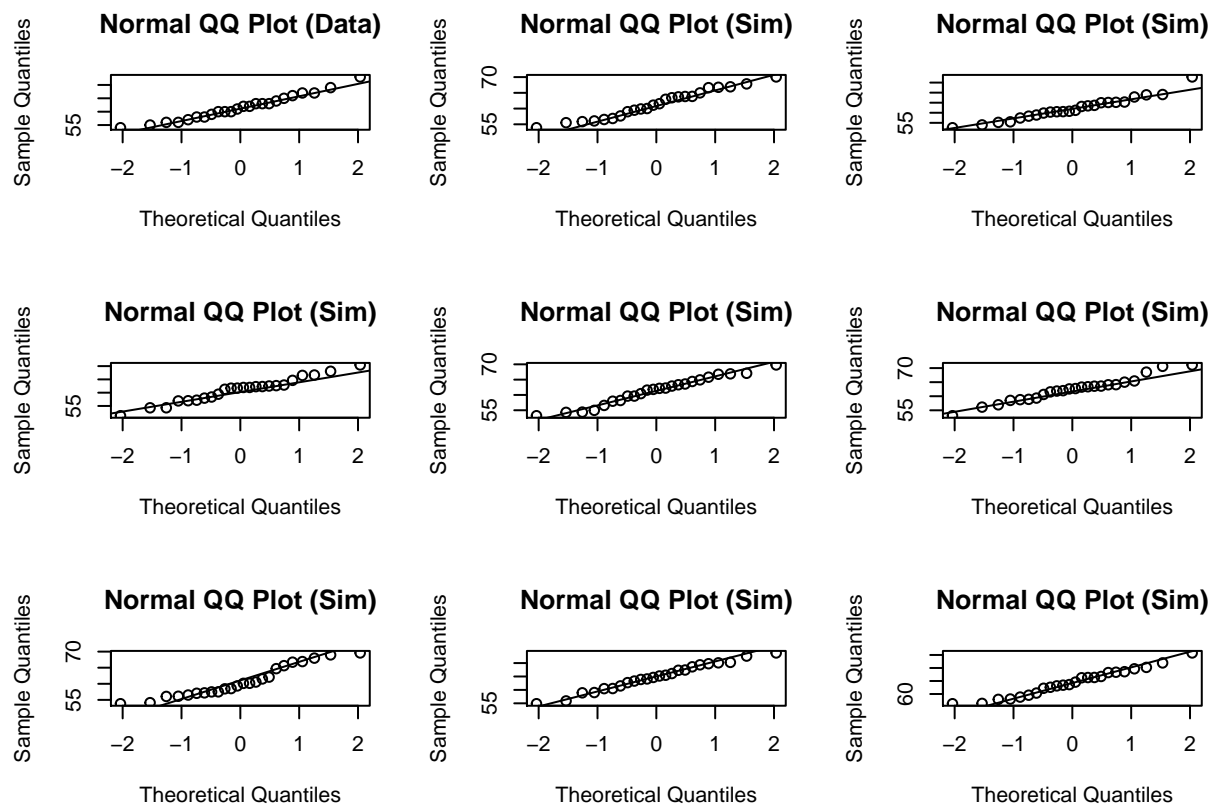 Normal QQ Plot (Data)
Sample Quantiles
55
−2 −1 0 1 2
Theoretical Quantiles
Normal QQ Plot (Sim)
Sample Quantiles
70
55
−2 −1 0 1 2
Theoretical Quantiles
Normal QQ Plot (Sim)
Sample Quantiles
55
−2 −1 0 1 2
Theoretical Quantiles
Normal QQ Plot (Sim)
Sample Quantiles
55
−2 −1 0 1 2
Theoretical Quantiles
Normal QQ Plot (Sim)
Sample Quantiles
70
55
−2 −1 0 1 2
Theoretical Quantiles
Normal QQ Plot (Sim)
Sample Quantiles
70
55
−2 −1 0 1 2
Theoretical Quantiles
Normal QQ Plot (Sim)
Sample Quantiles
70
55
−2 −1 0 1 2
Theoretical Quantiles
Normal QQ Plot (Sim)
Sample Quantiles
55
−2 −1 0 1 2
Theoretical Quantiles
Normal QQ Plot (Sim)
Sample Quantiles
60
−2 −1 0 1 2
Theoretical Quantiles